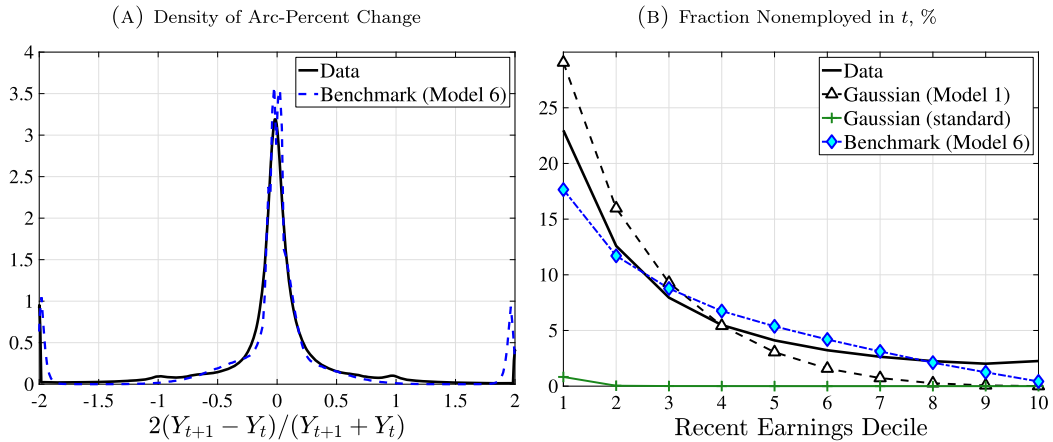 (A) Density of Arc-Percent Change
4
3.5
3
2.5
2
1.5
1
0.5
0
-2 -1.5 -1 -0.5 0 0.5 1 1.5 2
Data
Benchmark (Model 6)
2(Y_{t+1} − Y_t)/(Y_{t+1} + Y_t)
(B) Fraction Nonemployed in t, %
25
20
15
10
5
0
1 2 3 4 5 6 7 8 9 10
Data
Gaussian (Model 1)
Gaussian (standard)
Benchmark (Model 6)
Recent Earnings Decile